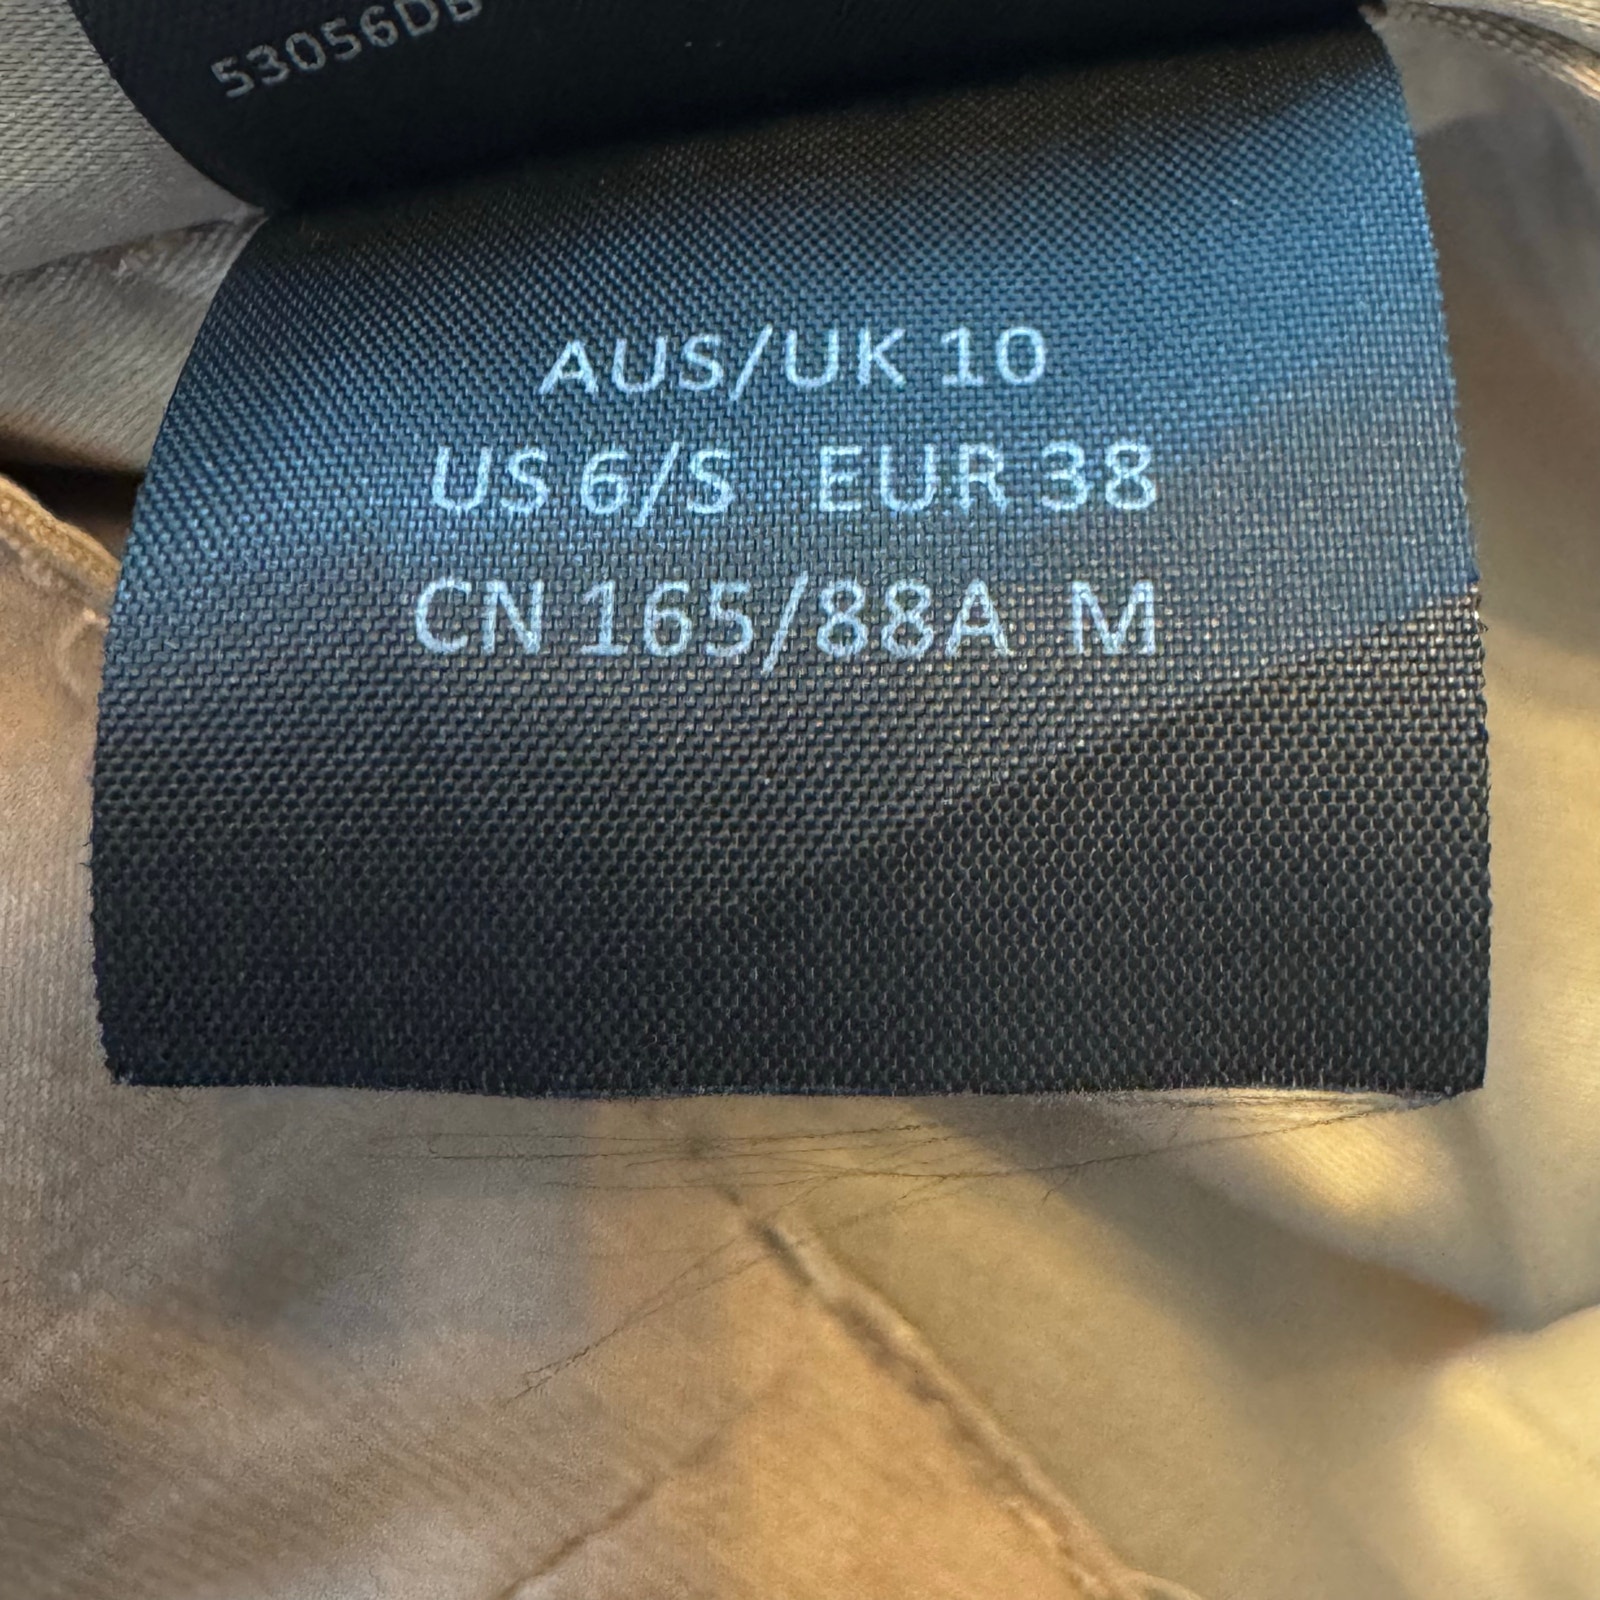 53056DB
AUS/UK 10
US 6/S EUR 38
CN 165/88A M